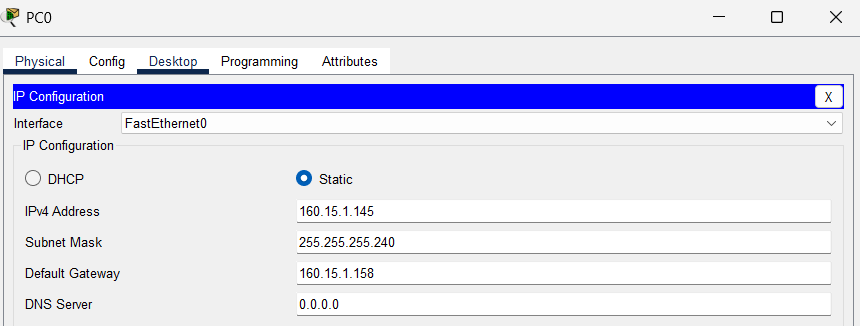 PC0
Physical Config Desktop Programming Attributes
IP Configuration X
Interface FastEthernet0
IP Configuration
DHCP Static
IPv4 Address 160.15.1.145
Subnet Mask 255.255.255.240
Default Gateway 160.15.1.158
DNS Server 0.0.0.0